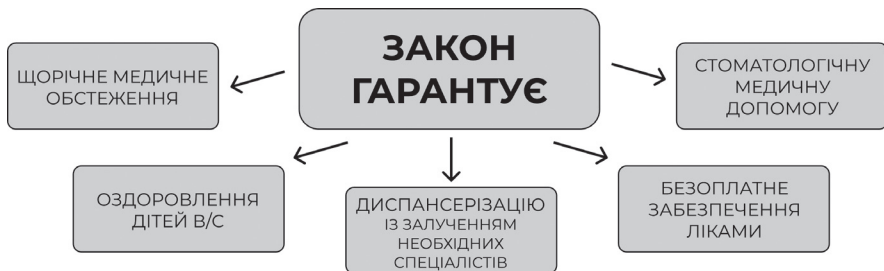 ЗАКОН
ГАРАНТУЄ
ЩОРІЧНЕ МЕДИЧНЕ
ОБСТЕЖЕННЯ
СТОМАТОЛОГІЧНУ
МЕДИЧНУ
ДОПОМОГУ
ОЗДОРОВЛЕННЯ
ДІТЕЙ В/С
ДИСПАНСЕРІЗАЦІЮ
ІЗ ЗАЛУЧЕННЯМ
НЕОБХІДНИХ
СПЕЦІАЛІСТІВ
БЕЗОПЛАТНЕ
ЗАБЕЗПЕЧЕННЯ
ЛІКАМИ